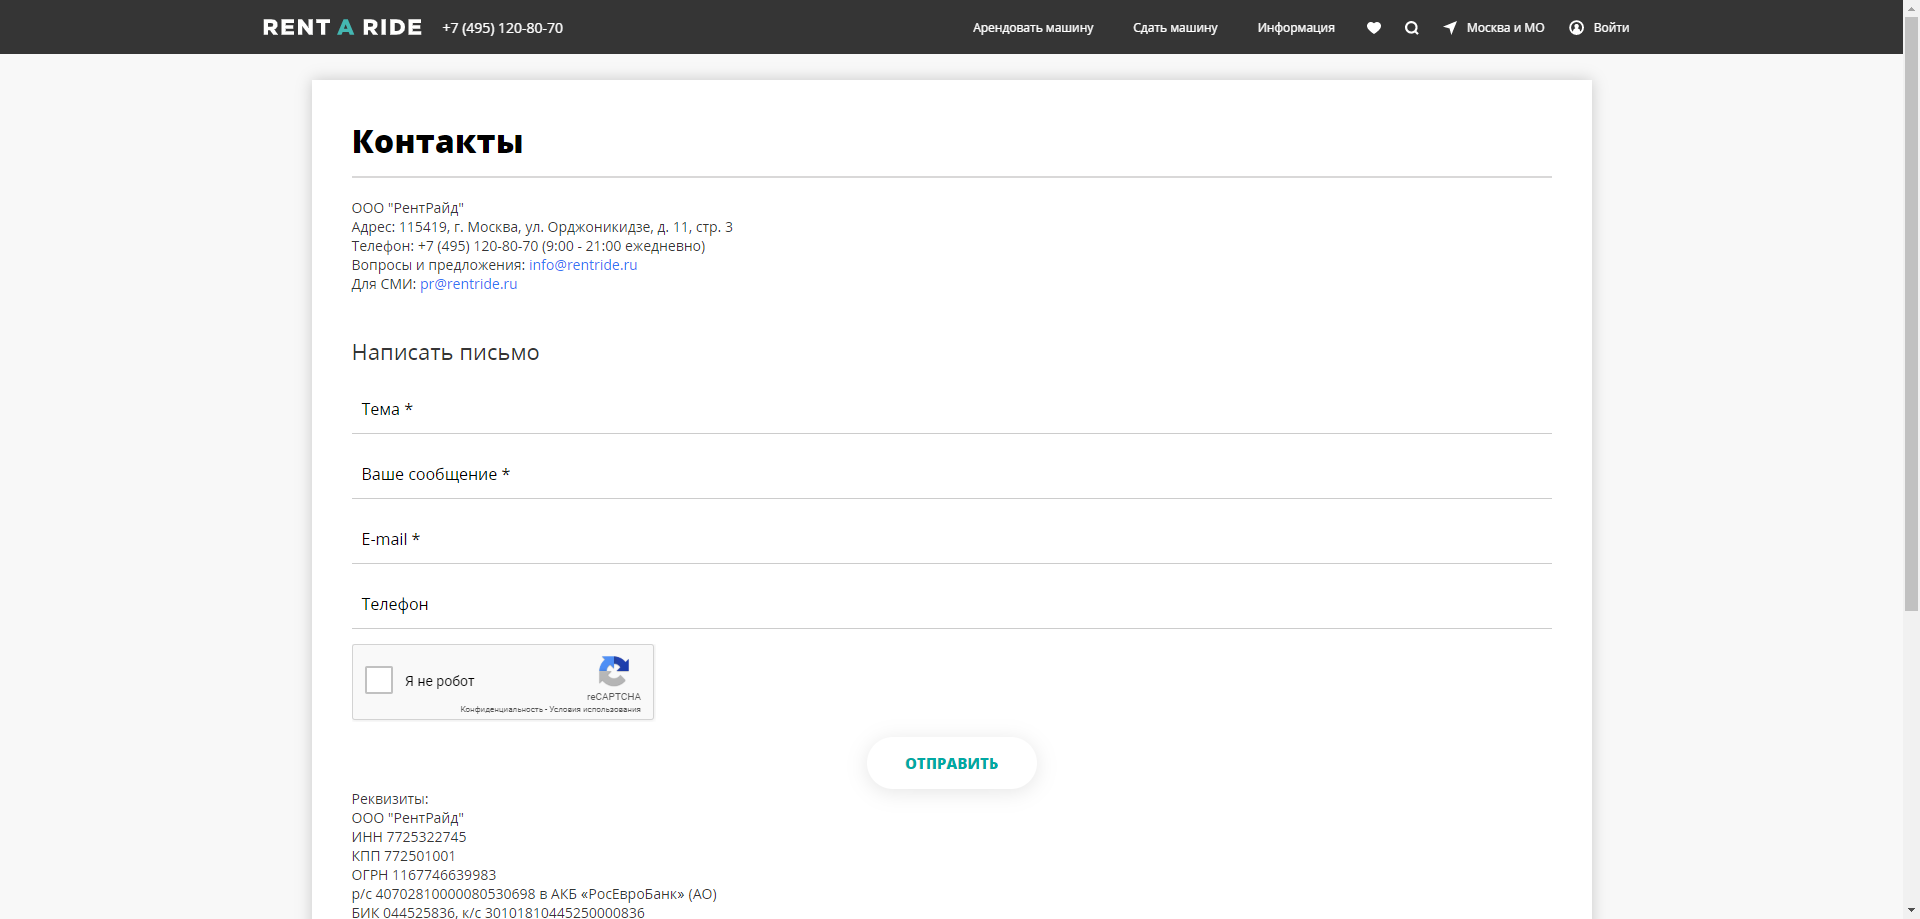 RENT A RIDE
+7 (495) 120-80-70
Арендовать машину
Сдать машину
Информация
Москва и МО
Войти
Контакты
ООО "РентРайд"
Адрес: 115419, г. Москва, ул. Орджоникидзе, д. 11, стр. 3
Телефон: +7 (495) 120-80-70 (9:00 - 21:00 ежедневно)
Вопросы и предложения: info@rentride.ru
Для СМИ: pr@rentride.ru
Написать письмо
Тема *
Ваше сообщение *
E-mail *
Телефон
Я не робот
reCAPTCHA
Конфиденциальность - Условия использования
ОТПРАВИТЬ
Реквизиты:
ООО "РентРайд"
ИНН 7725322745
КПП 772501001
ОГРН 1167746639983
р/с 40702810000080530698 в АКБ «РосЕвроБанк» (АО)
БИК 044525836, к/с 30101810445250000836